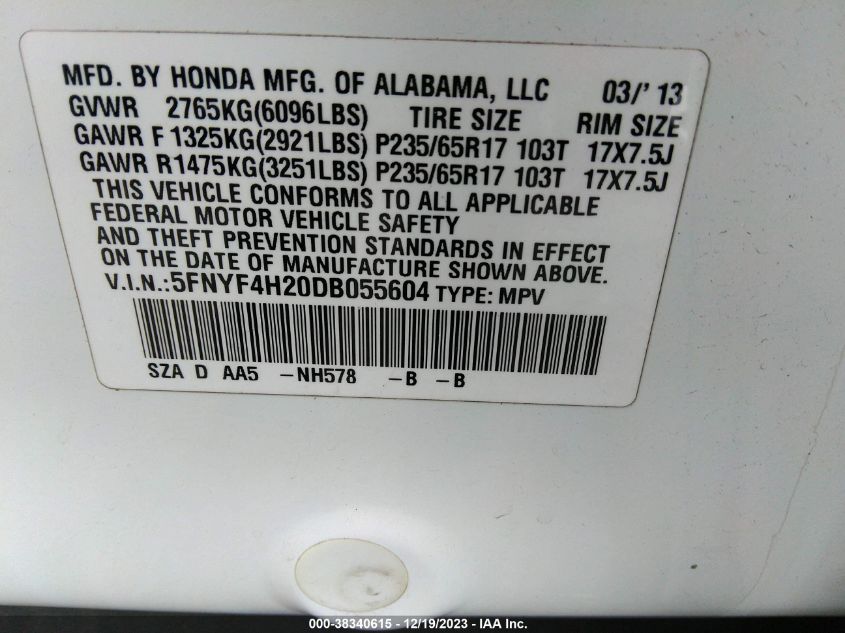 MFD. BY HONDA MFG. OF ALABAMA, LLC 03/'13
GVWR 2765KG(6096LBS) TIRE SIZE RIM SIZE
GAWR F 1325KG(2921LBS) P235/65R17 103T 17X7.5J
GAWR R1475KG(3251LBS) P235/65R17 103T 17X7.5J
THIS VEHICLE CONFORMS TO ALL APPLICABLE
FEDERAL MOTOR VEHICLE SAFETY
AND THEFT PREVENTION STANDARDS IN EFFECT
ON THE DATE OF MANUFACTURE SHOWN ABOVE.
V.I.N.:5FNYF4H20DB055604 TYPE: MPV
SZA D AA5 -NH578 -B -B
000-38340615 - 12/19/2023 - IAA Inc.